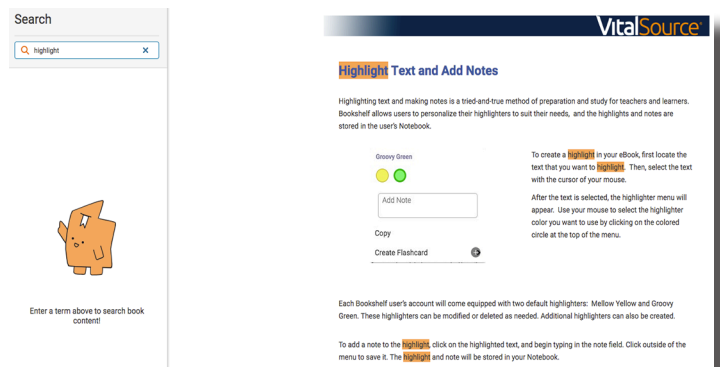 Search
highlight
Enter a term above to search book
content!
VitalSource
Highlight Text and Add Notes
Highlighting text and making notes is a tried-and-true method of preparation and study for teachers and learners.
Bookshelf allows users to personalize their highlighters to suit their needs, and the highlights and notes are
stored in the user's Notebook.
Groovy Green
Add Note
Copy
Create Flashcard
To create a highlight in your eBook, first locate the
text that you want to highlight. Then, select the text
with the cursor of your mouse.
After the text is selected, the highlighter menu will
appear. Use your mouse to select the highlighter
color you want to use by clicking on the colored
circle at the top of the menu.
Each Bookshelf user's account will come equipped with two default highlighters: Mellow Yellow and Groovy
Green. These highlighters can be modified or deleted as needed. Additional highlighters can also be created.
To add a note to the highlight, click on the highlighted text, and begin typing in the note field. Click outside of the
menu to save it. The highlight and note will be stored in your Notebook.